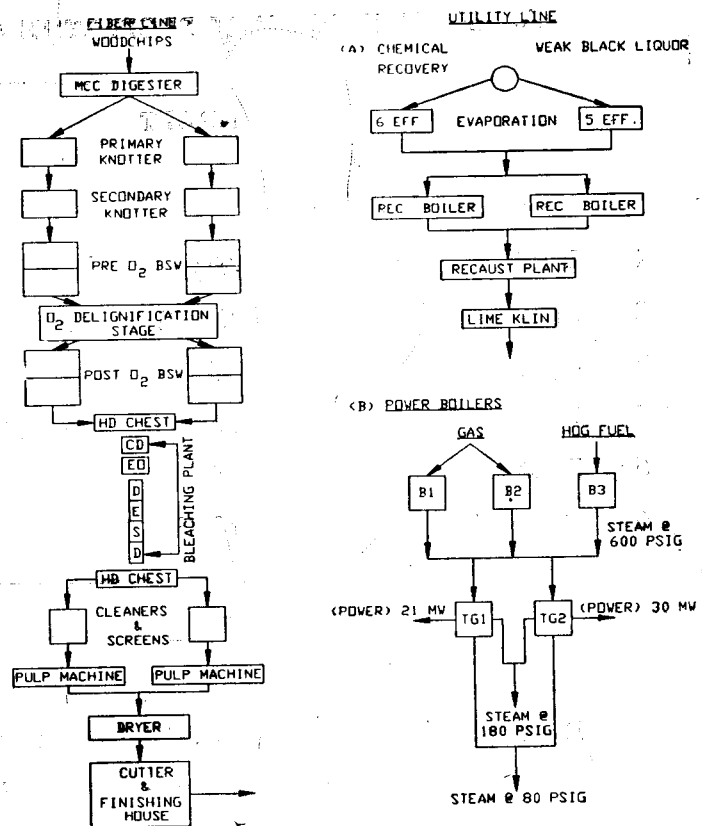 FIBER LINE
WOODCHIPS
MCC DIGESTER
PRIMARY
KNOTTER
SECONDARY
KNOTTER
PRE O2 BSW
O2 DELIGNIFICATION
STAGE
POST O2 BSW
HD CHEST
CD
EO
D
E
S
D
BLEACHING PLANT
HD CHEST
CLEANERS
&
SCREENS
PULP MACHINE
PULP MACHINE
DRYER
CUTTER
&
FINISHING
HOUSE
UTILITY LINE
(A) CHEMICAL
RECOVERY
WEAK BLACK LIQUOR
6 EFF
EVAPORATION
5 EFF.
REC BOILER
REC BOILER
RECAUST PLANT
LIME KLIN
(B) POWER BOILERS
GAS
HOG FUEL
B1
B2
B3
STEAM @
600 PSIG
(POWER) 21 MW
TG1
TG2
(POWER) 30 MW
STEAM @
180 PSIG
STEAM @ 80 PSIG